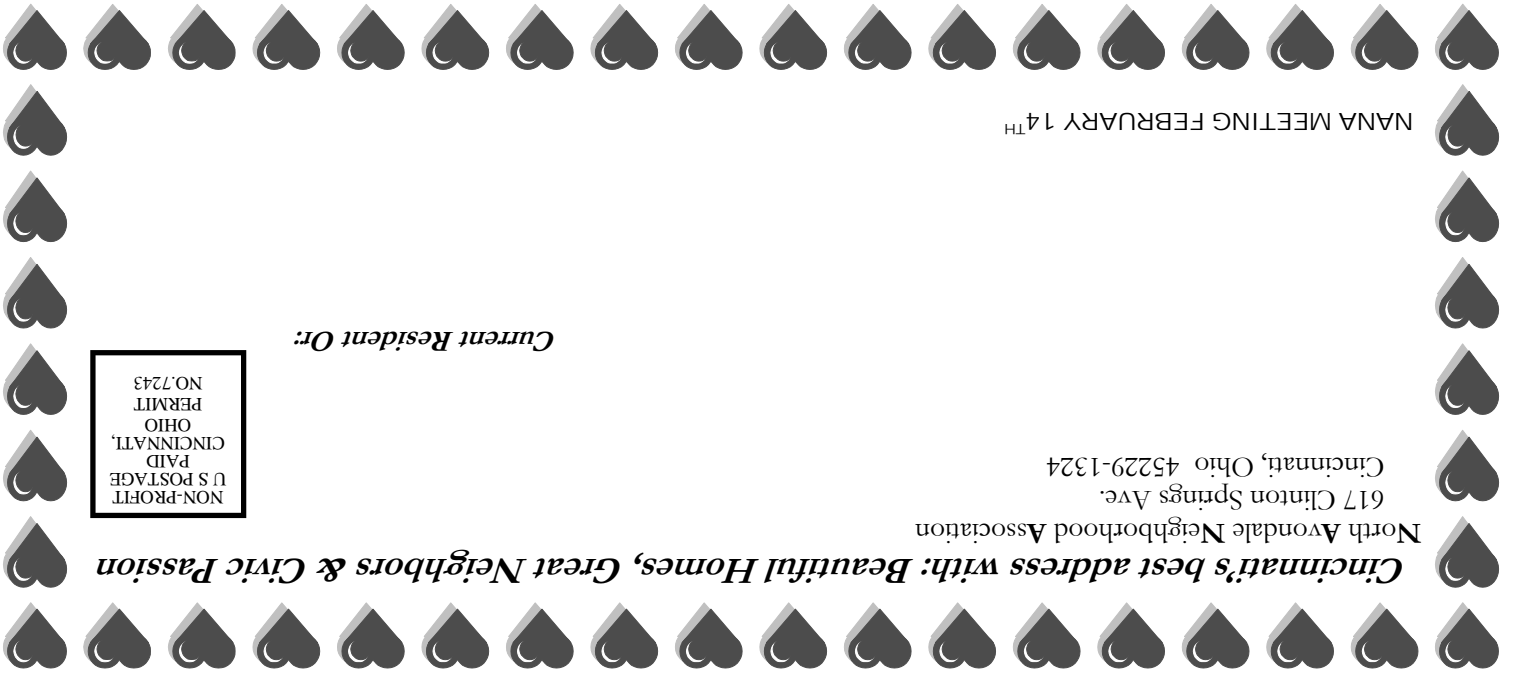 Cincinnati's best address with: Beautiful Homes, Great Neighbors & Civic Passion
North Avondale Neighborhood Association
617 Clinton Springs Ave.
Cincinnati, Ohio 45229-1324
NON-PROFIT
U S POSTAGE
PAID
CINCINNATI,
OHIO
PERMIT
NO.7243
Current Resident Or:
NANA MEETING FEBRUARY 14TH